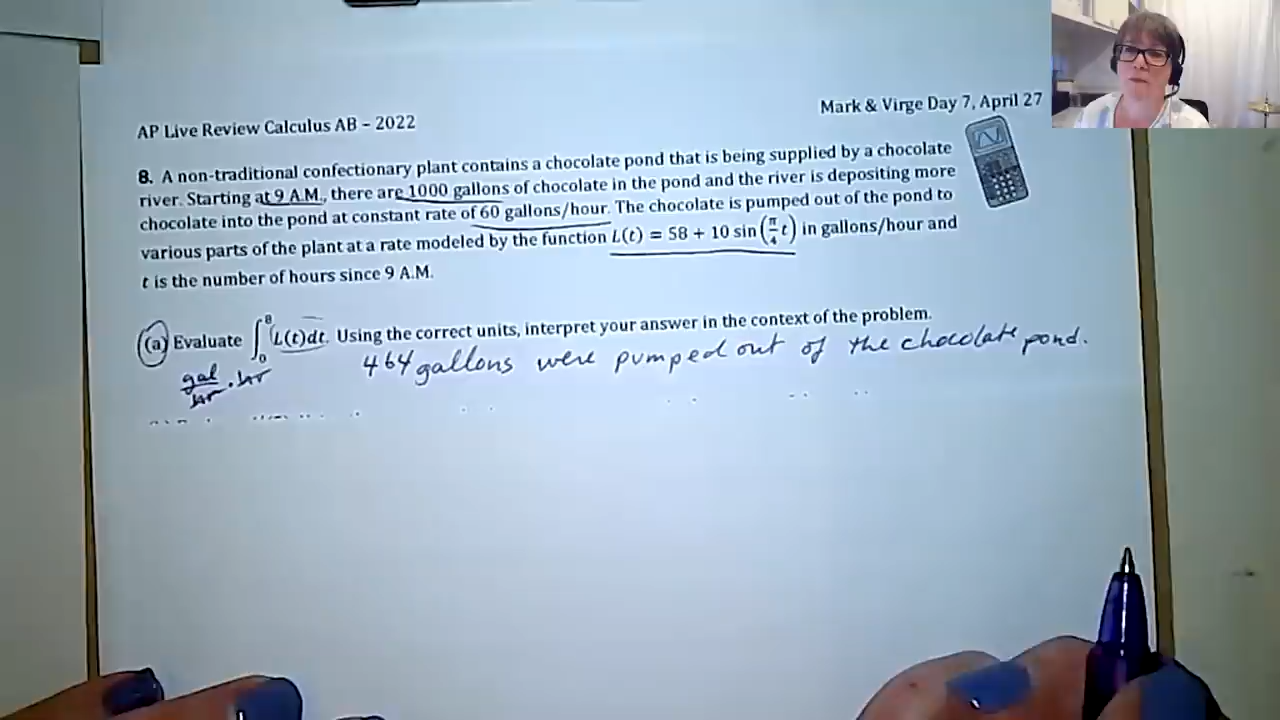 Mark & Virge Day 7, April 27
AP Live Review Calculus AB – 2022
8. A non-traditional confectionary plant contains a chocolate pond that is being supplied by a chocolate
river. Starting at 9 A.M., there are 1000 gallons of chocolate in the pond and the river is depositing more
chocolate into the pond at constant rate of 60 gallons/hour. The chocolate is pumped out of the pond to
various parts of the plant at a rate modeled by the function L(t) = 58 + 10 sin(π/4 t) in gallons/hour and
t is the number of hours since 9 A.M.
(a) Evaluate ∫₀⁸ L(t)dt. Using the correct units, interpret your answer in the context of the problem.
gal/hr · hr
464 gallons were pumped out of the chocolate pond.